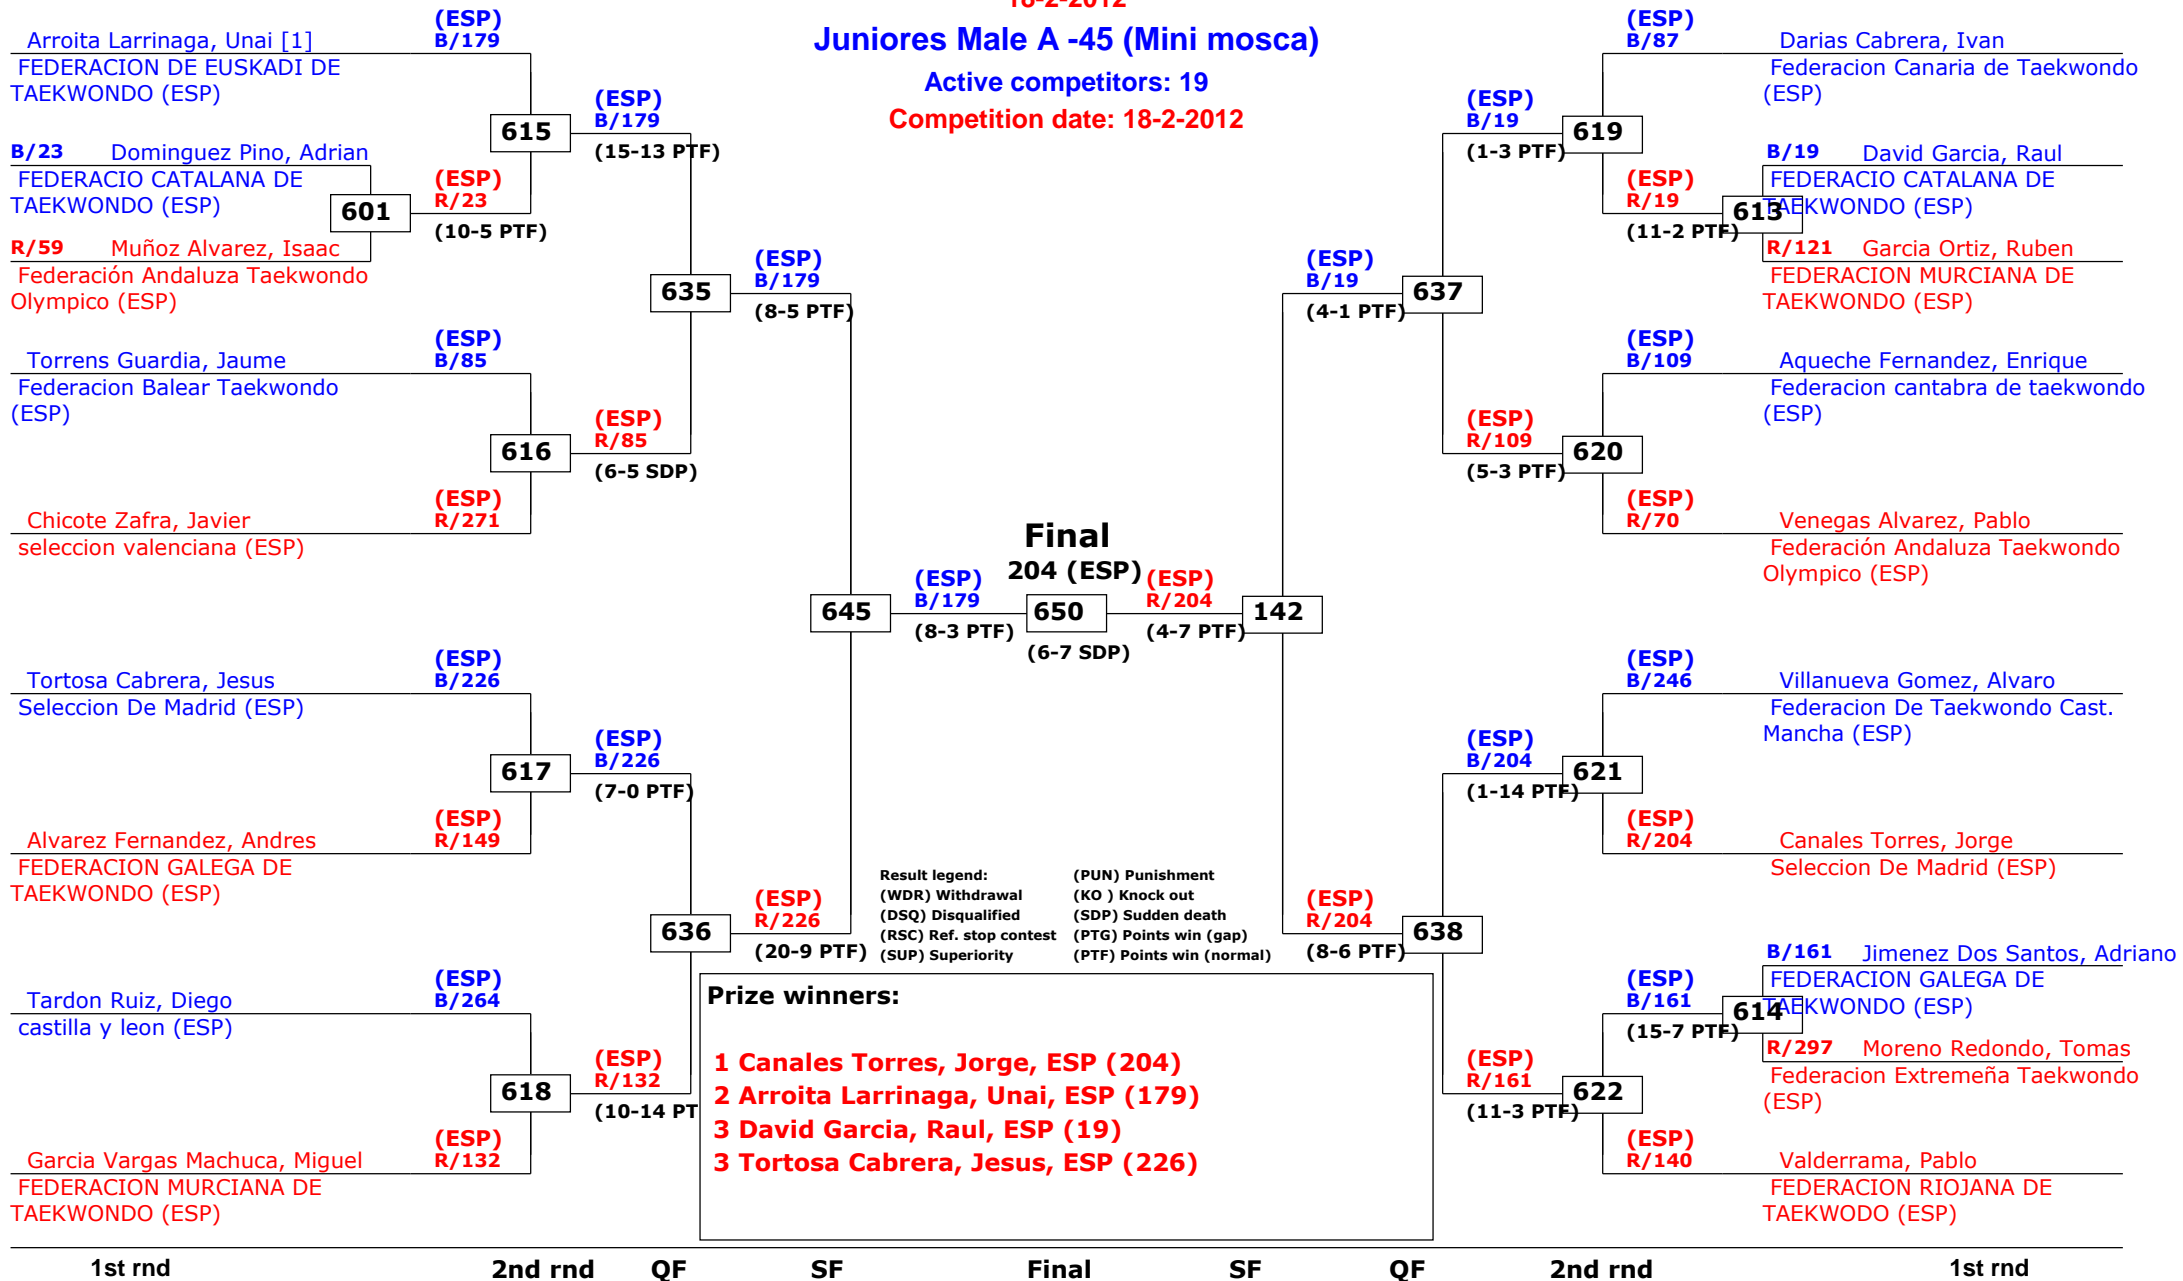 18-2-2012
Juniores Male A -45 (Mini mosca)
Active competitors: 19
Competition date: 18-2-2012
(ESP)
Arroita Larrinaga, Unai [1] B/179
FEDERACION DE EUSKADI DE
TAEKWONDO (ESP)
(ESP)
615 B/179
(15-13 PTF)
B/23 Dominguez Pino, Adrian
FEDERACIO CATALANA DE
TAEKWONDO (ESP)
(ESP)
601 R/23
(10-5 PTF)
R/59 Muñoz Alvarez, Isaac
Federación Andaluza Taekwondo
Olympico (ESP)
(ESP)
635 B/179
(8-5 PTF)
(ESP)
Torrens Guardia, Jaume B/85
Federacion Balear Taekwondo
(ESP)
(ESP)
616 R/85
(6-5 SDP)
(ESP)
Chicote Zafra, Javier R/271
seleccion valenciana (ESP)
(ESP)
645 B/179
(8-3 PTF)
(ESP)
Tortosa Cabrera, Jesus B/226
Seleccion De Madrid (ESP)
(ESP)
617 B/226
(7-0 PTF)
(ESP)
Alvarez Fernandez, Andres R/149
FEDERACION GALEGA DE
TAEKWONDO (ESP)
(ESP)
636 R/226
(20-9 PTF)
(ESP)
Tardon Ruiz, Diego B/264
castilla y leon (ESP)
(ESP)
618 R/132
(10-14 PT
(ESP)
Garcia Vargas Machuca, Miguel R/132
FEDERACION MURCIANA DE
TAEKWONDO (ESP)
Final
204 (ESP)
650
(6-7 SDP)
(ESP)
R/204 142
(4-7 PTF)
(ESP)
B/87 Darias Cabrera, Ivan
Federacion Canaria de Taekwondo
(ESP)
(ESP)
B/19 619
(1-3 PTF)
B/19 David Garcia, Raul
FEDERACIO CATALANA DE
TAEKWONDO (ESP)
(ESP)
R/19 613
(11-2 PTF)
R/121 Garcia Ortiz, Ruben
FEDERACION MURCIANA DE
TAEKWONDO (ESP)
(ESP)
B/19 637
(4-1 PTF)
(ESP)
B/109 Aqueche Fernandez, Enrique
Federacion cantabra de taekwondo
(ESP)
(ESP)
R/109 620
(5-3 PTF)
(ESP)
R/70 Venegas Alvarez, Pablo
Federación Andaluza Taekwondo
Olympico (ESP)
(ESP)
B/246 Villanueva Gomez, Alvaro
Federacion De Taekwondo Cast.
Mancha (ESP)
(ESP)
B/204 621
(1-14 PTF)
(ESP)
R/204 Canales Torres, Jorge
Seleccion De Madrid (ESP)
(ESP)
R/204 638
(8-6 PTF)
B/161 Jimenez Dos Santos, Adriano
FEDERACION GALEGA DE
TAEKWONDO (ESP)
(ESP)
B/161 614
(15-7 PTF)
R/297 Moreno Redondo, Tomas
Federacion Extremeña Taekwondo
(ESP)
(ESP)
R/161 622
(11-3 PTF)
(ESP)
R/140 Valderrama, Pablo
FEDERACION RIOJANA DE
TAEKWODO (ESP)
Result legend: (PUN) Punishment
(WDR) Withdrawal (KO ) Knock out
(DSQ) Disqualified (SDP) Sudden death
(RSC) Ref. stop contest (PTG) Points win (gap)
(SUP) Superiority (PTF) Points win (normal)
Prize winners:
1 Canales Torres, Jorge, ESP (204)
2 Arroita Larrinaga, Unai, ESP (179)
3 David Garcia, Raul, ESP (19)
3 Tortosa Cabrera, Jesus, ESP (226)
1st rnd 2nd rnd QF SF Final SF QF 2nd rnd 1st rnd